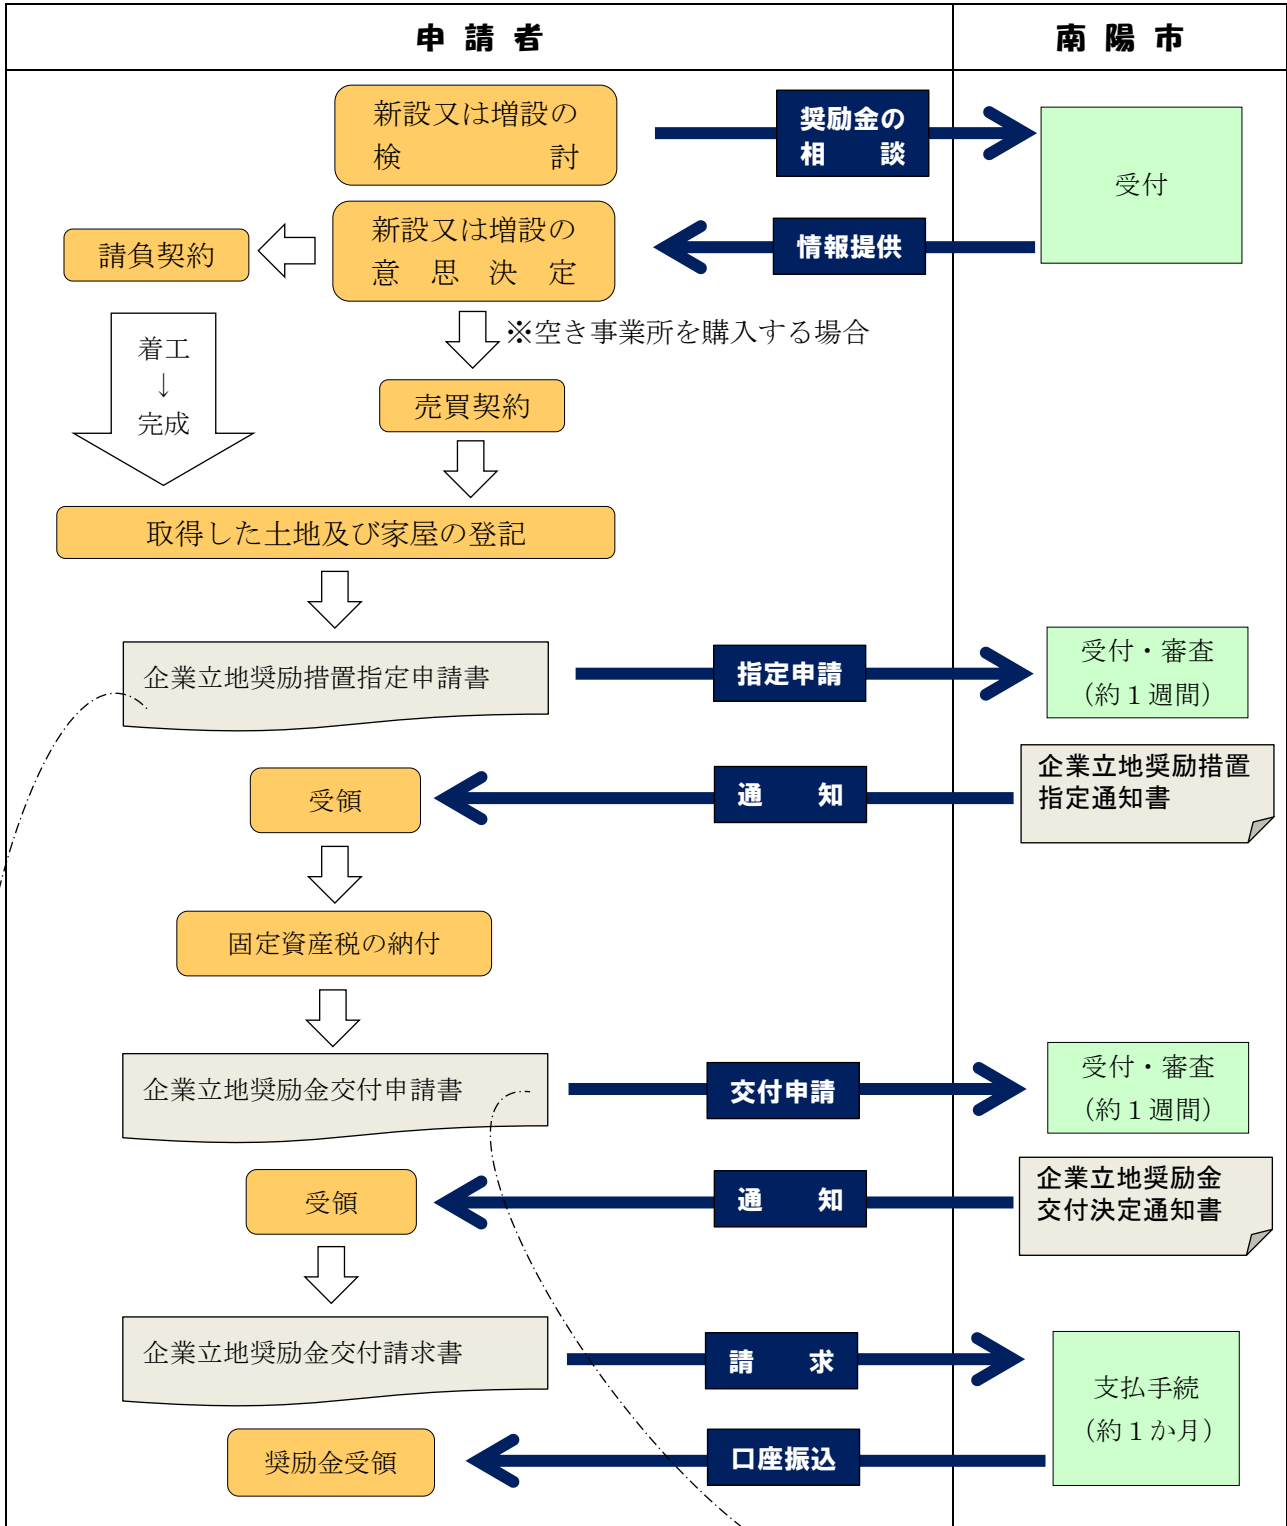 申請者
南陽市
新設又は増設の
検討
奨励金の
相談
受付
新設又は増設の
意思決定
情報提供
請負契約
※空き事業所を購入する場合
着工
↓
完成
売買契約
取得した土地及び家屋の登記
企業立地奨励措置指定申請書
指定申請
受付・審査
（約１週間）
企業立地奨励措置
指定通知書
通知
受領
固定資産税の納付
企業立地奨励金交付申請書
交付申請
受付・審査
（約１週間）
企業立地奨励金
交付決定通知書
通知
受領
企業立地奨励金交付請求書
請求
支払手続
（約１か月）
口座振込
奨励金受領